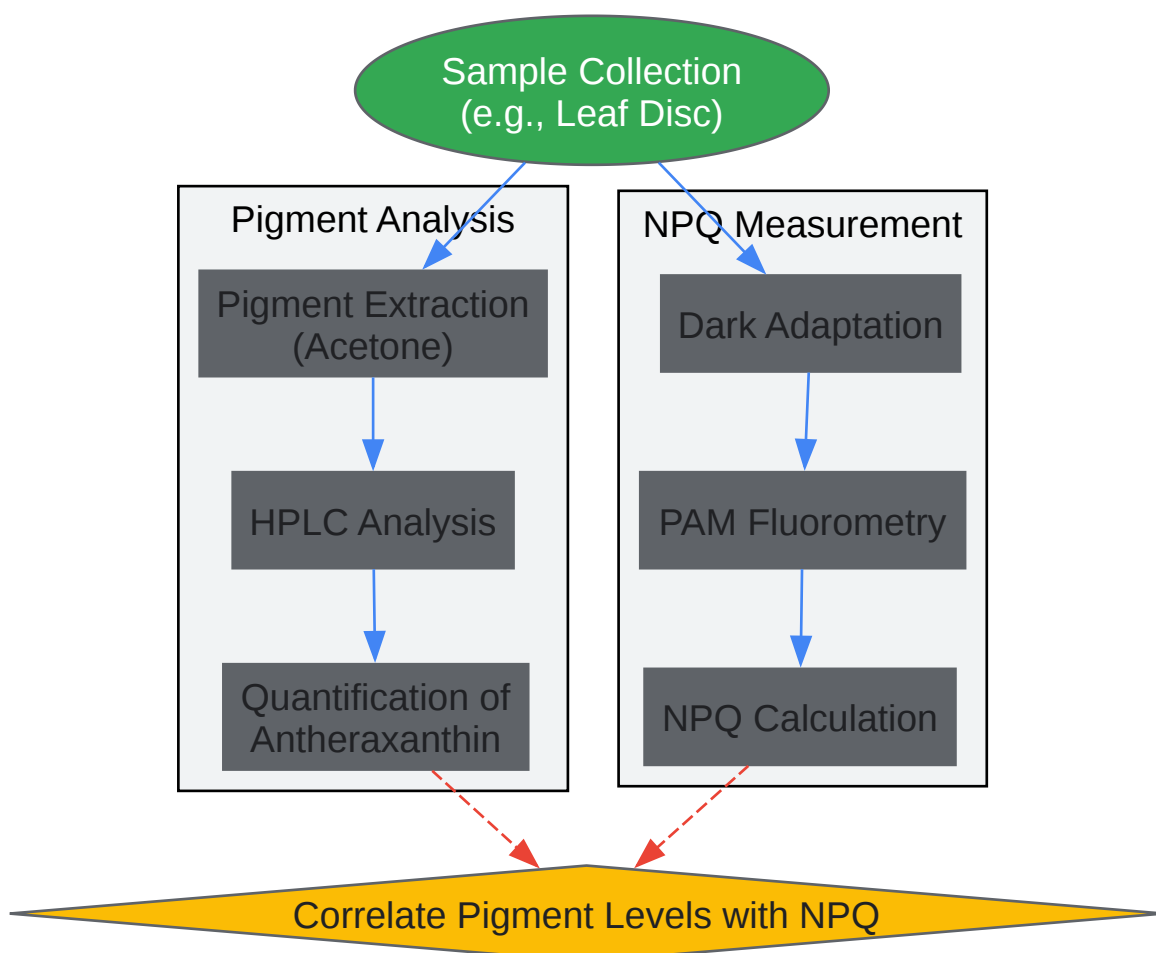 Sample Collection
(e.g., Leaf Disc)
Pigment Analysis
Pigment Extraction
(Acetone)
HPLC Analysis
Quantification of
Antheraxanthin
NPQ Measurement
Dark Adaptation
PAM Fluorometry
NPQ Calculation
Correlate Pigment Levels with NPQ